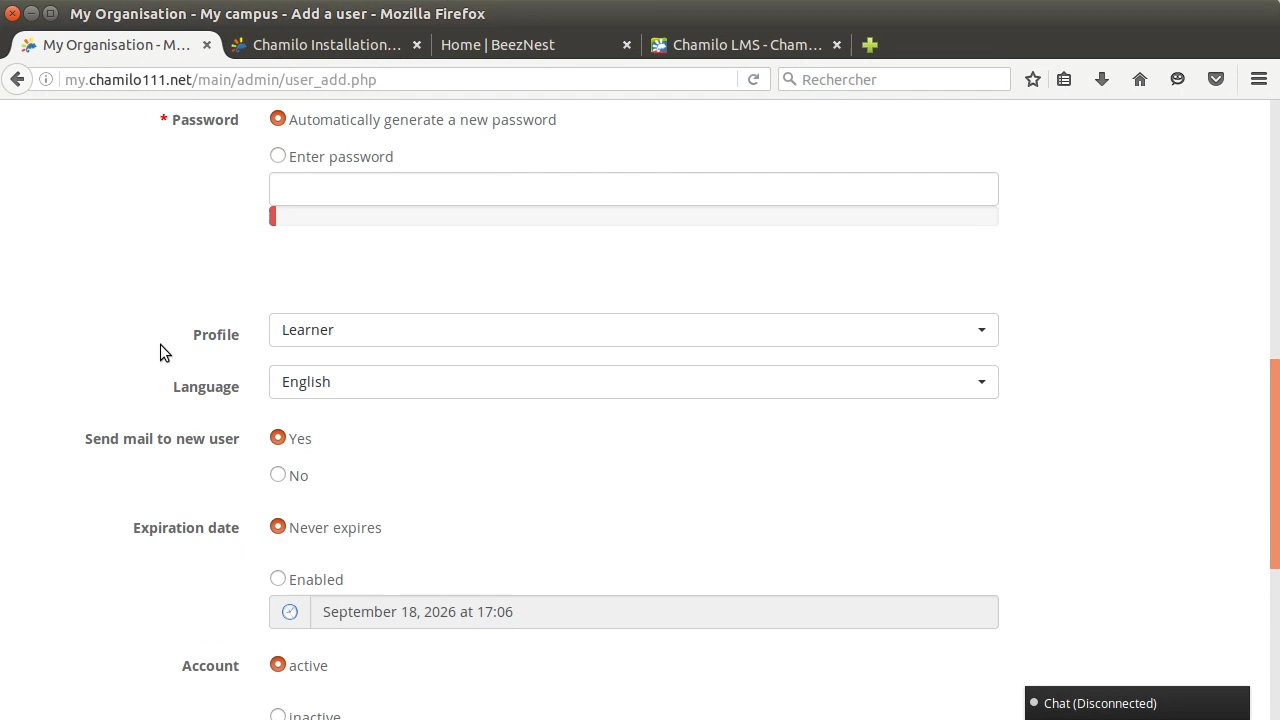 My Organisation - My campus - Add a user - Mozilla Firefox
My Organisation - M... Chamilo Installation... Home | BeezNest Chamilo LMS - Cham...
my.chamilo111.net/main/admin/user_add.php Rechercher
* Password Automatically generate a new password
Enter password
Profile Learner
Language English
Send mail to new user Yes
No
Expiration date Never expires
Enabled
September 18, 2026 at 17:06
Account active
inactive
Chat (Disconnected)